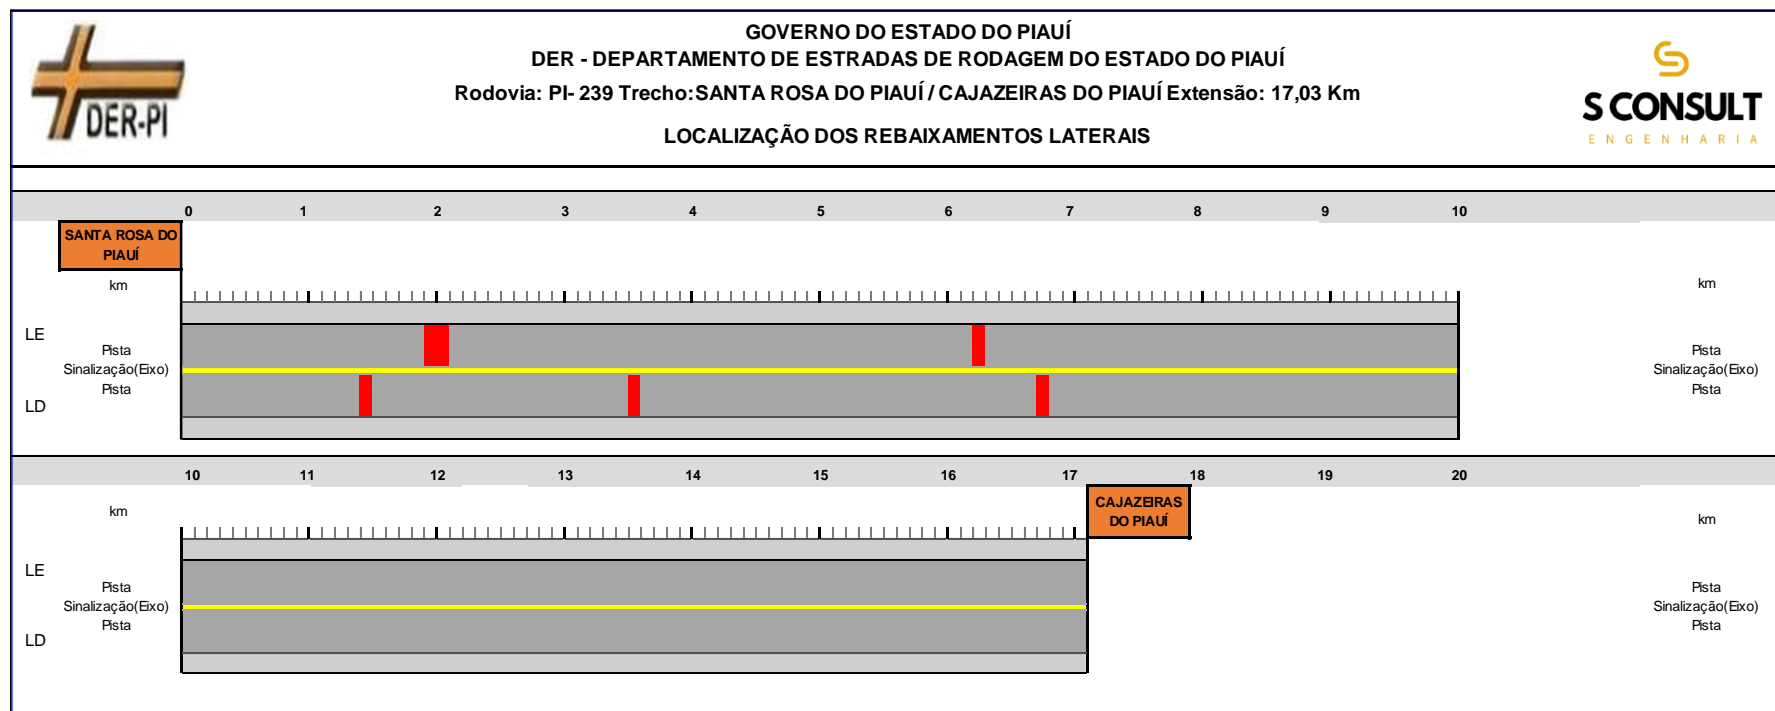 GOVERNO DO ESTADO DO PIAUÍ
DER - DEPARTAMENTO DE ESTRADAS DE RODAGEM DO ESTADO DO PIAUÍ
Rodovia: PI- 239 Trecho:SANTA ROSA DO PIAUÍ / CAJAZEIRAS DO PIAUÍ Extensão: 17,03 Km
LOCALIZAÇÃO DOS REBAIXAMENTOS LATERAIS
DER-PI
S CONSULT
ENGENHARIA
0 1 2 3 4 5 6 7 8 9 10
SANTA ROSA DO
PIAUÍ
km
km
LE
Pista
Sinalização(Eixo)
Pista
LD
Pista
Sinalização(Eixo)
Pista
10 11 12 13 14 15 16 17 18 19 20
CAJAZEIRAS
DO PIAUÍ
km
km
LE
Pista
Sinalização(Eixo)
Pista
LD
Pista
Sinalização(Eixo)
Pista